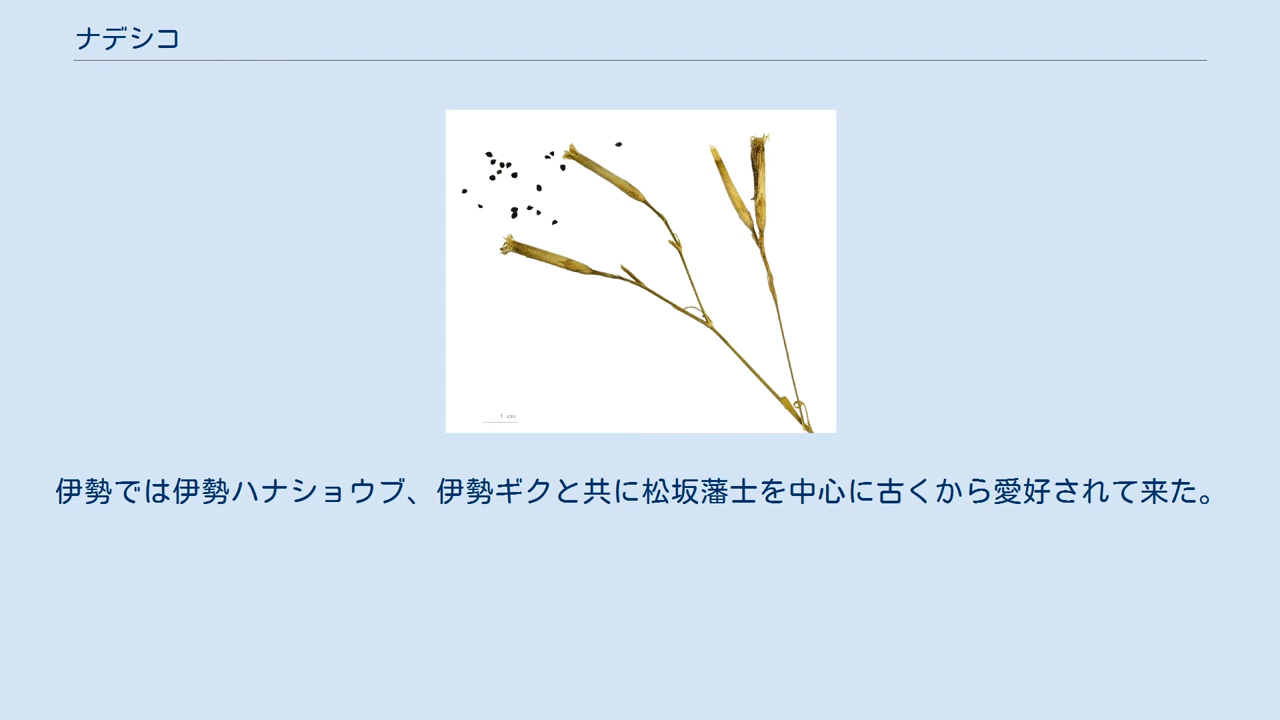 ナデシコ
1 cm
伊勢では伊勢ハナショウブ、伊勢ギクと共に松坂藩士を中心に古くから愛好されて来た。